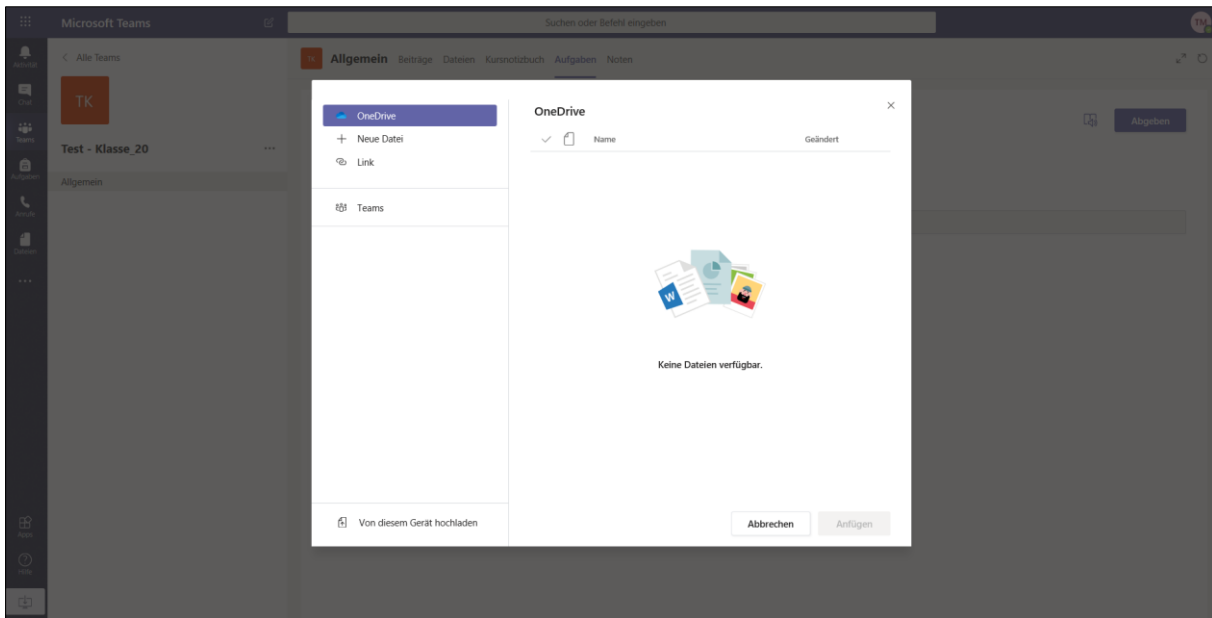 Microsoft Teams
Suchen oder Befehl eingeben
TM
Aktivität
Chat
Teams
Aufgaben
Anrufe
Dateien
Apps
Hilfe
< Alle Teams
TK
Test - Klasse_20
Allgemein
TK
Allgemein Beiträge Dateien Kursnotizbuch Aufgaben Noten
Abgeben
OneDrive
Neue Datei
Link
Teams
Von diesem Gerät hochladen
OneDrive
Name Geändert
W
Keine Dateien verfügbar.
Abbrechen Anfügen